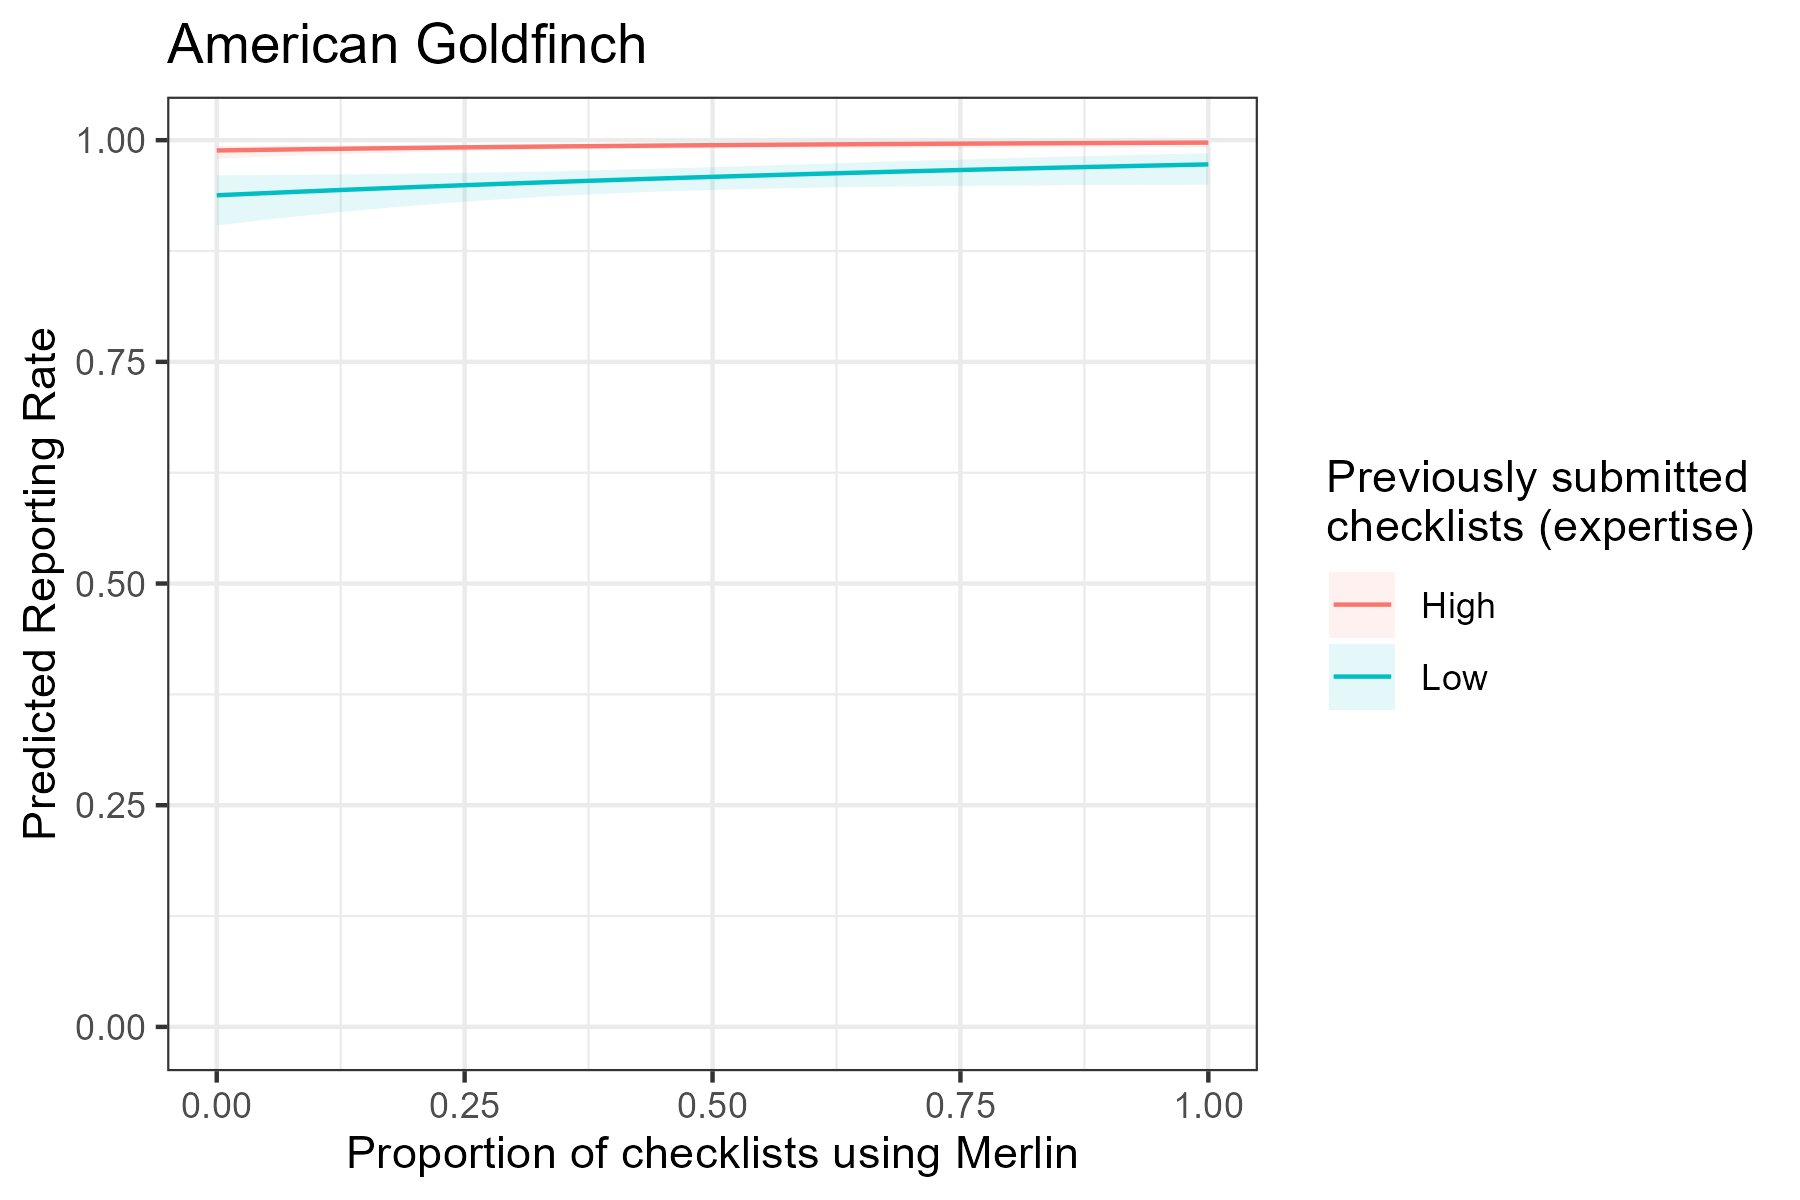 American Goldfinch
Predicted Reporting Rate
1.00
0.75
0.50
0.25
0.00
0.00 0.25 0.50 0.75 1.00
Proportion of checklists using Merlin
Previously submitted
checklists (expertise)
High
Low